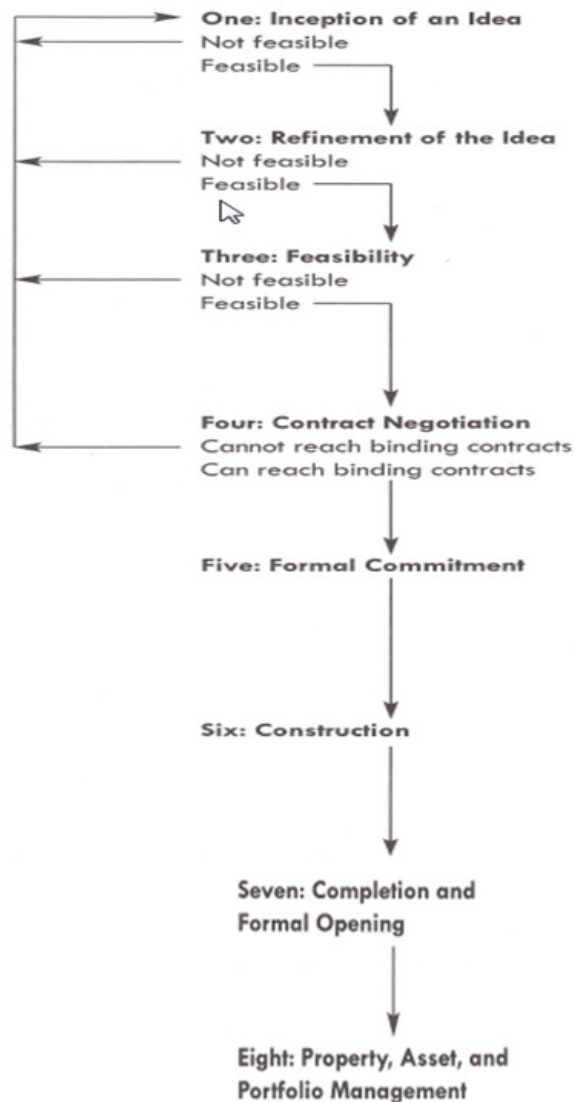 One: Inception of an Idea
Not feasible
Feasible
Two: Refinement of the Idea
Not feasible
Feasible
Three: Feasibility
Not feasible
Feasible
Four: Contract Negotiation
Cannot reach binding contracts
Can reach binding contracts
Five: Formal Commitment
Six: Construction
Seven: Completion and
Formal Opening
Eight: Property, Asset, and
Portfolio Management